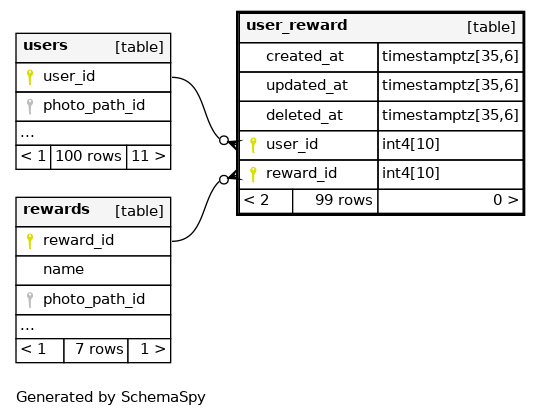 users [table]
user_id
photo_path_id
...
< 1 100 rows 11 >
rewards [table]
reward_id
name
photo_path_id
...
< 1 7 rows 1 >
user_reward [table]
created_at timestamptz[35,6]
updated_at timestamptz[35,6]
deleted_at timestamptz[35,6]
user_id int4[10]
reward_id int4[10]
< 2 99 rows 0 >
Generated by SchemaSpy